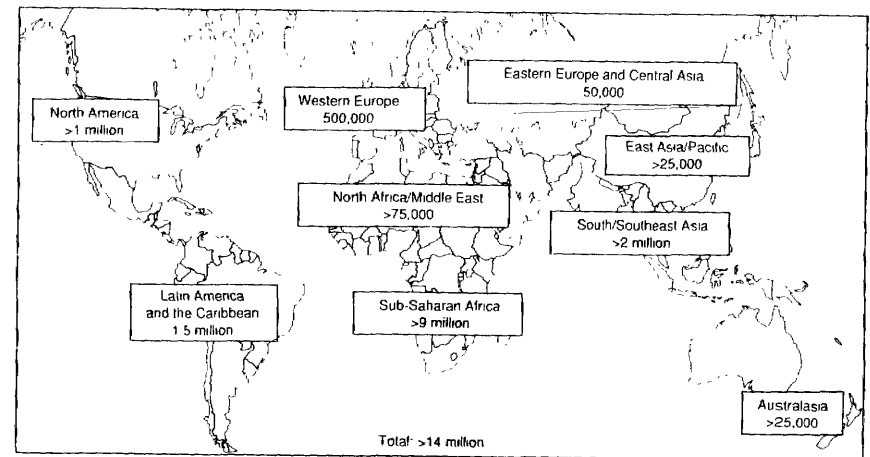 Eastern Europe and Central Asia
50,000
Western Europe
500,000
North America
>1 million
East Asia/Pacific
>25,000
North Africa/Middle East
>75,000
South/Southeast Asia
>2 million
Latin America
and the Caribbean
1 5 million
Sub-Saharan Africa
>9 million
Australasia
>25,000
Total: >14 million